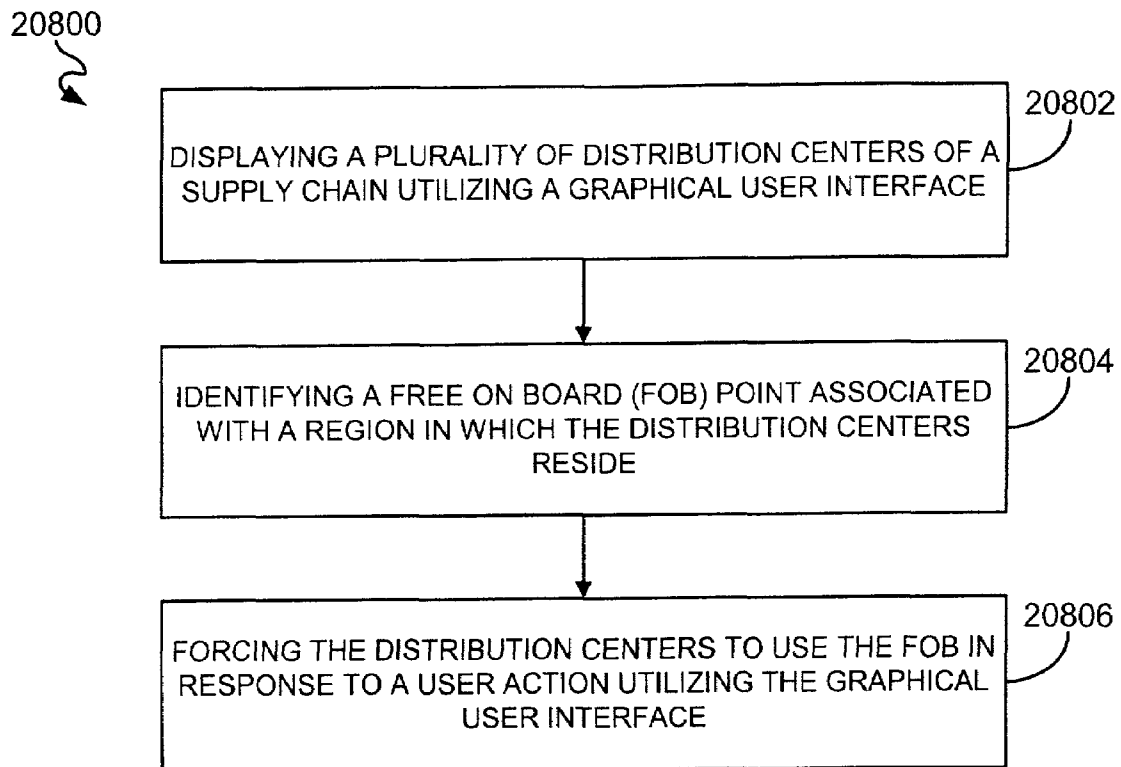 20800
20802
DISPLAYING A PLURALITY OF DISTRIBUTION CENTERS OF A
SUPPLY CHAIN UTILIZING A GRAPHICAL USER INTERFACE
20804
IDENTIFYING A FREE ON BOARD (FOB) POINT ASSOCIATED
WITH A REGION IN WHICH THE DISTRIBUTION CENTERS
RESIDE
20806
FORCING THE DISTRIBUTION CENTERS TO USE THE FOB IN
RESPONSE TO A USER ACTION UTILIZING THE GRAPHICAL
USER INTERFACE